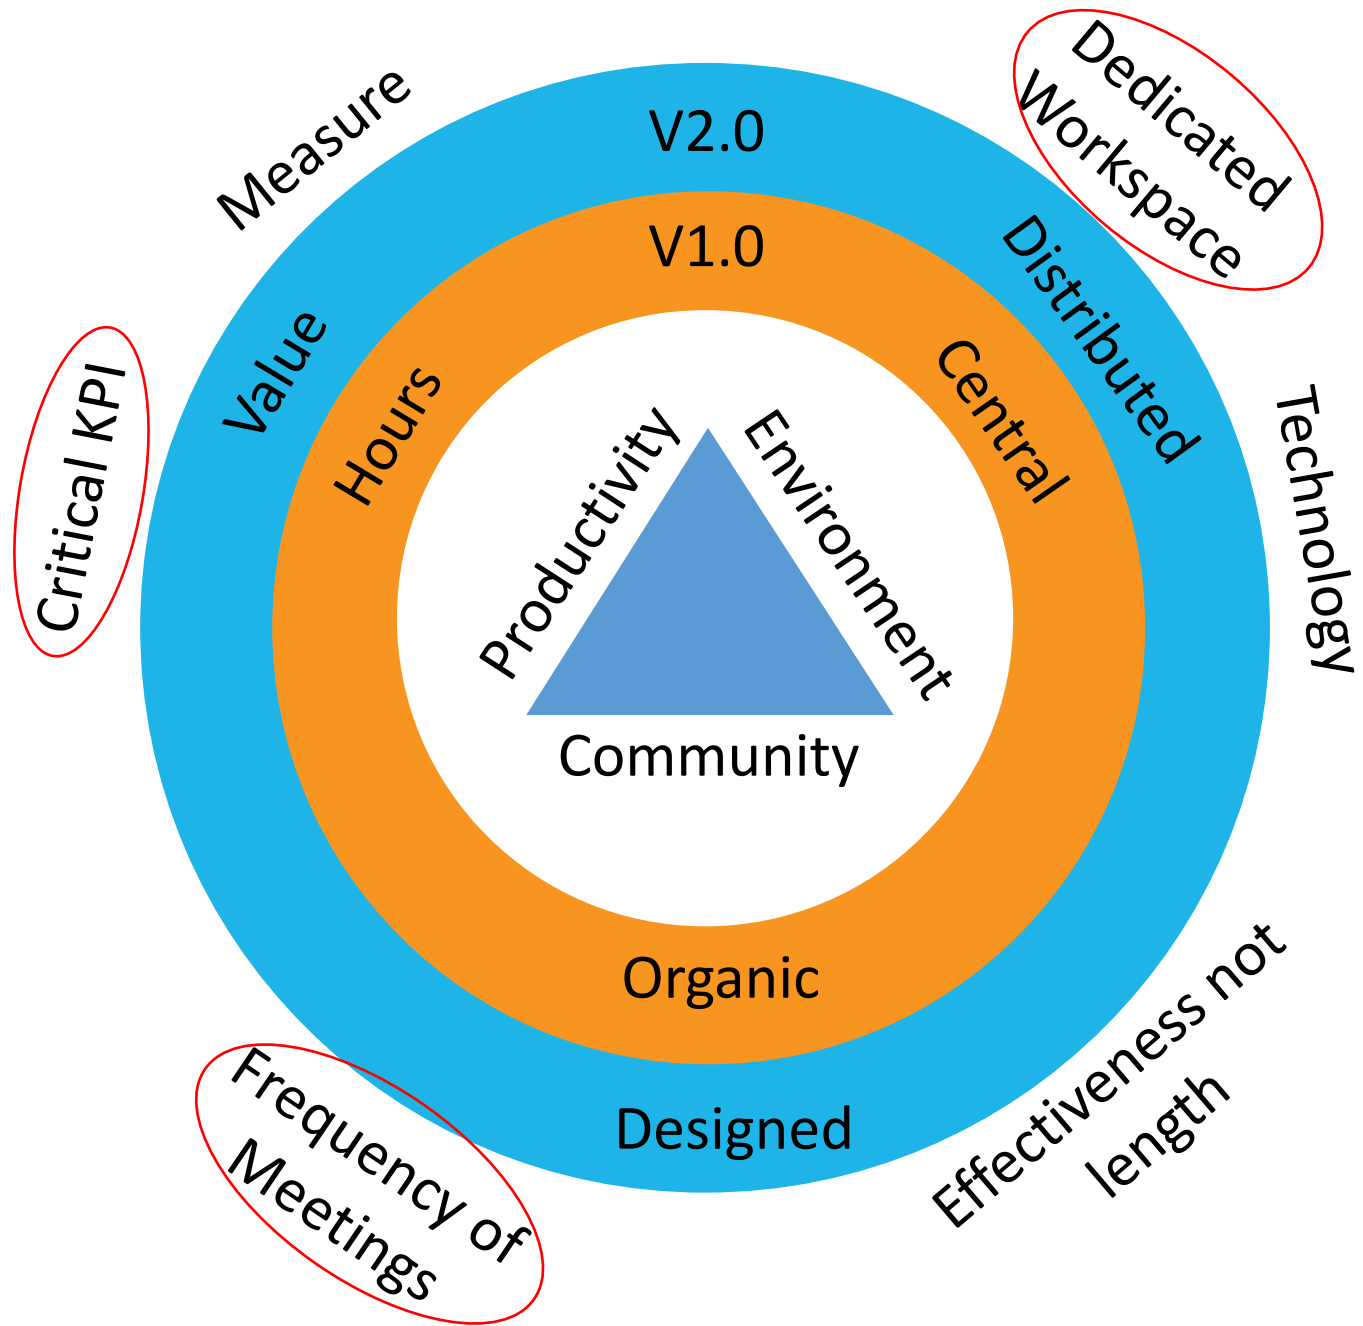 Measure
Dedicated
Workspace
V2.0
V1.0
Value
Hours
Distributed
Central
Critical KPI
Technology
Productivity
Environment
Community
Organic
Designed
Frequency of
Meetings
Effectiveness not
length